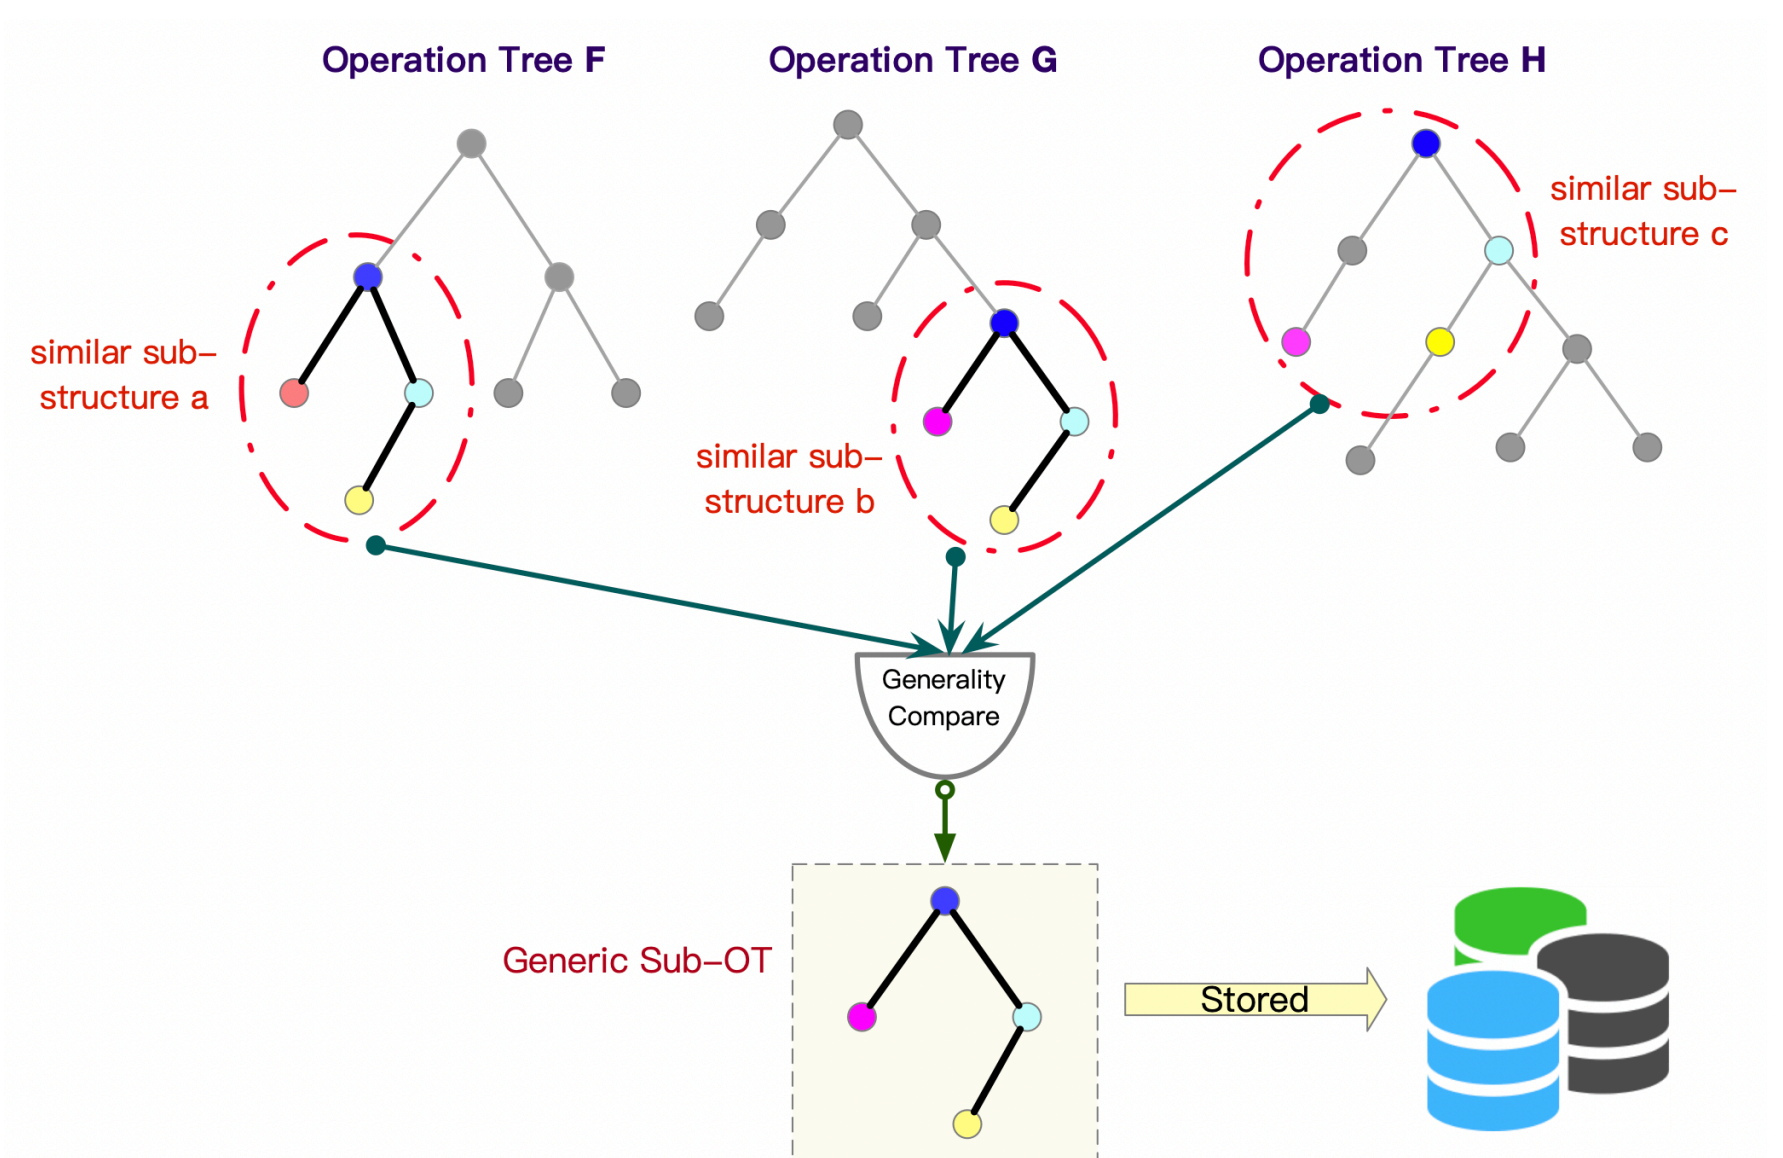 Operation Tree F
Operation Tree G
Operation Tree H
similar sub-
structure a
similar sub-
structure b
similar sub-
structure c
Generality
Compare
Generic Sub-OT
Stored